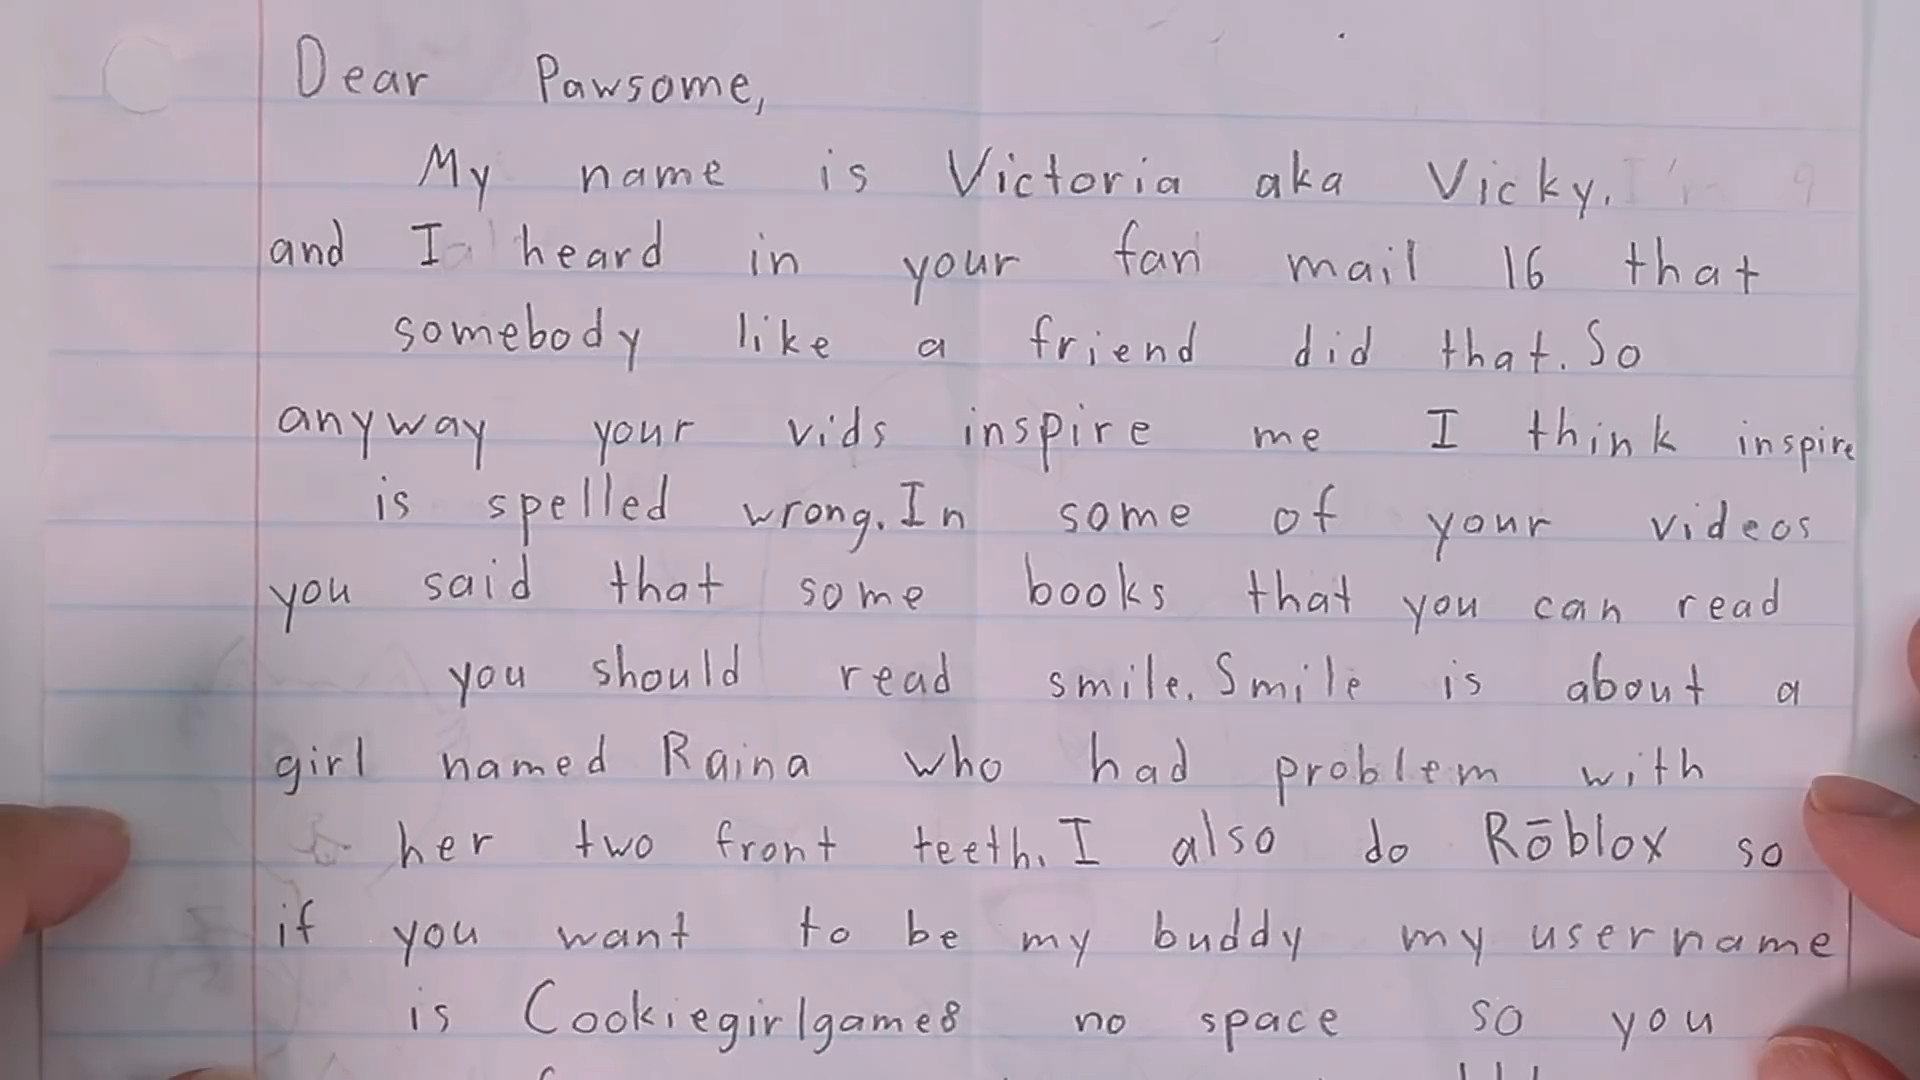 Dear Pawsome,
My name is Victoria aka Vicky. I'm 9
and I heard in your fan mail 16 that
somebody like a friend did that. So
anyway your vids inspire me I think inspire
is spelled wrong. In some of your videos
you said that some books that you can read
you should read smile. Smile is about a
girl named Raina who had problem with
her two front teeth. I also do Rōblox so
if you want to be my buddy my username
is Cookiegirlgame8 no space so you